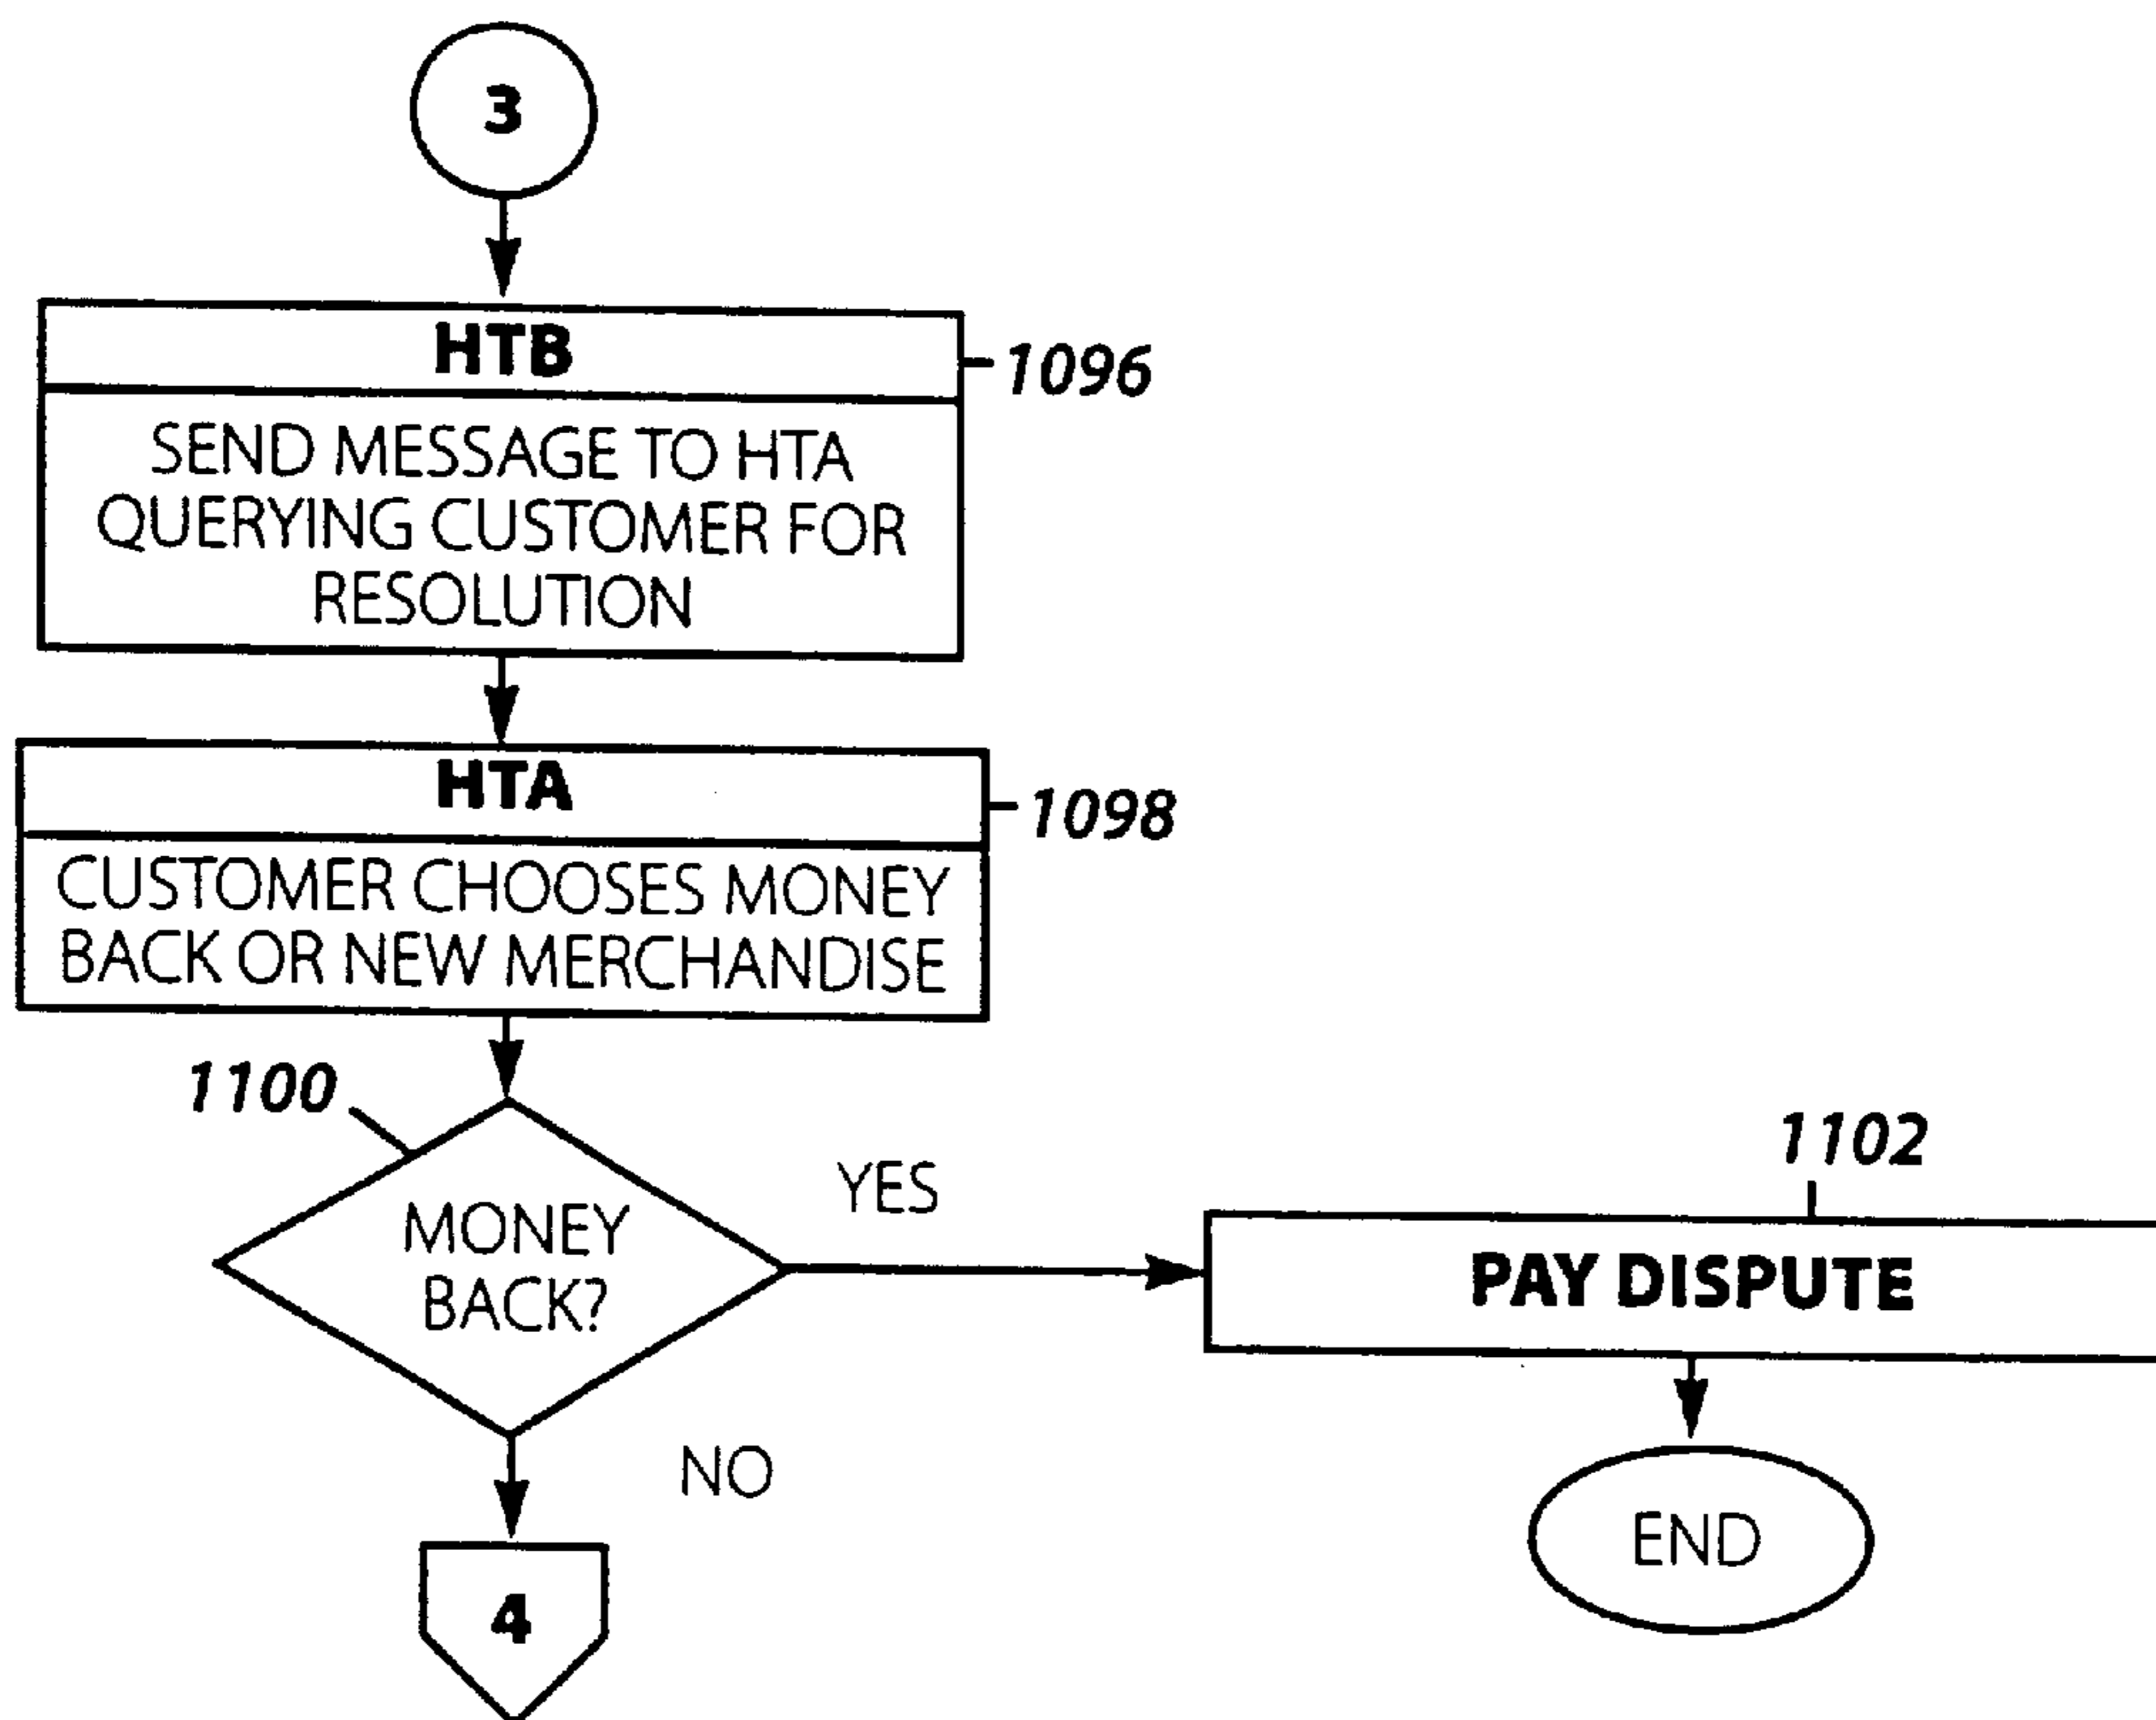 3
HTB
1096
SEND MESSAGE TO HTA
QUERYING CUSTOMER FOR
RESOLUTION
HTA
1098
CUSTOMER CHOOSES MONEY
BACK OR NEW MERCHANDISE
1100
MONEY
BACK?
YES
1102
PAY DISPUTE
NO
END
4